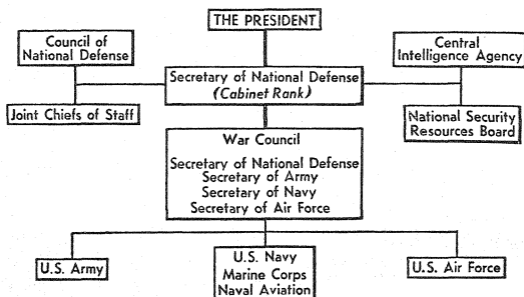 THE PRESIDENT
Council of
National Defense
Central
Intelligence Agency
Secretary of National Defense
(Cabinet Rank)
Joint Chiefs of Staff
National Security
Resources Board
War Council
Secretary of National Defense
Secretary of Army
Secretary of Navy
Secretary of Air Force
U.S. Army
U.S. Navy
Marine Corps
Naval Aviation
U.S. Air Force